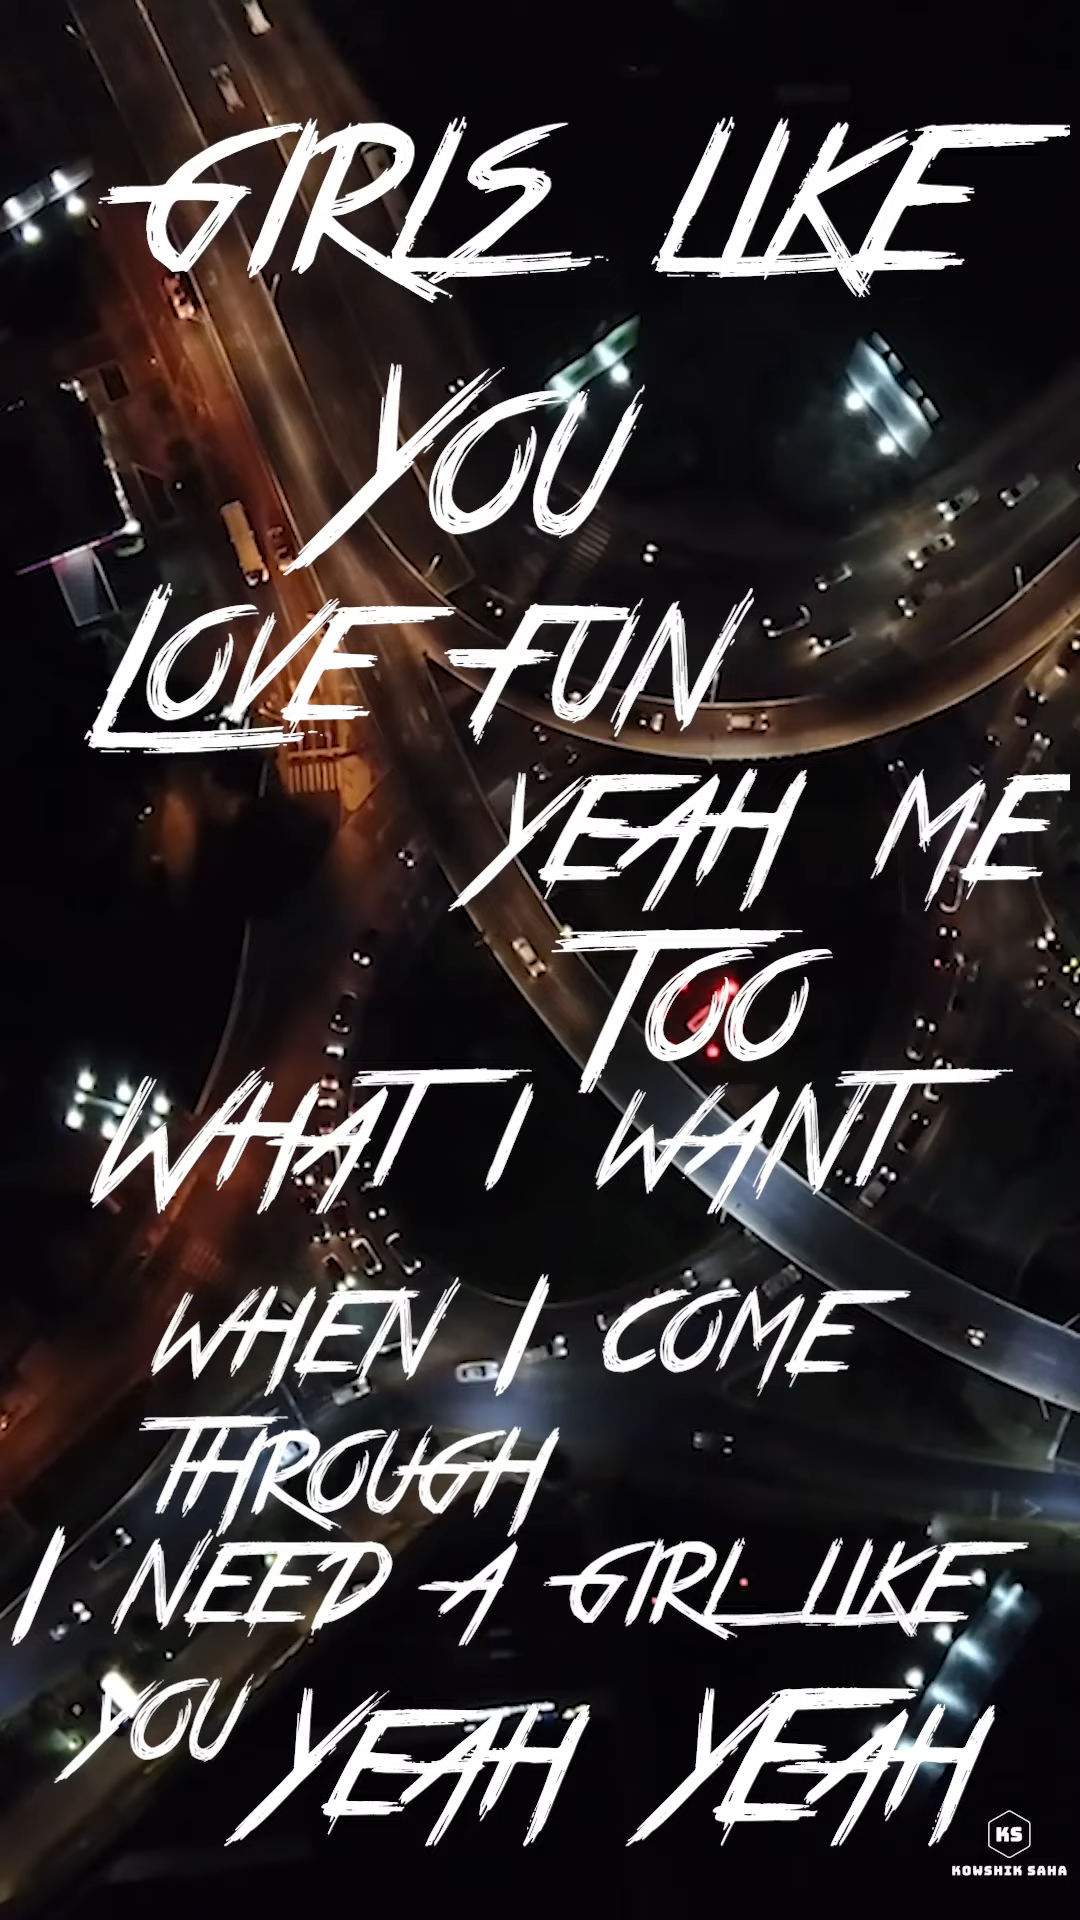 GIRLS LIKE
YOU
LOVE FUN
YEAH ME
TOO
WHAT I WANT
WHEN I COME
THROUGH
I NEED A GIRL LIKE
YOU YEAH YEAH
KS
KOWSHIK SAHA